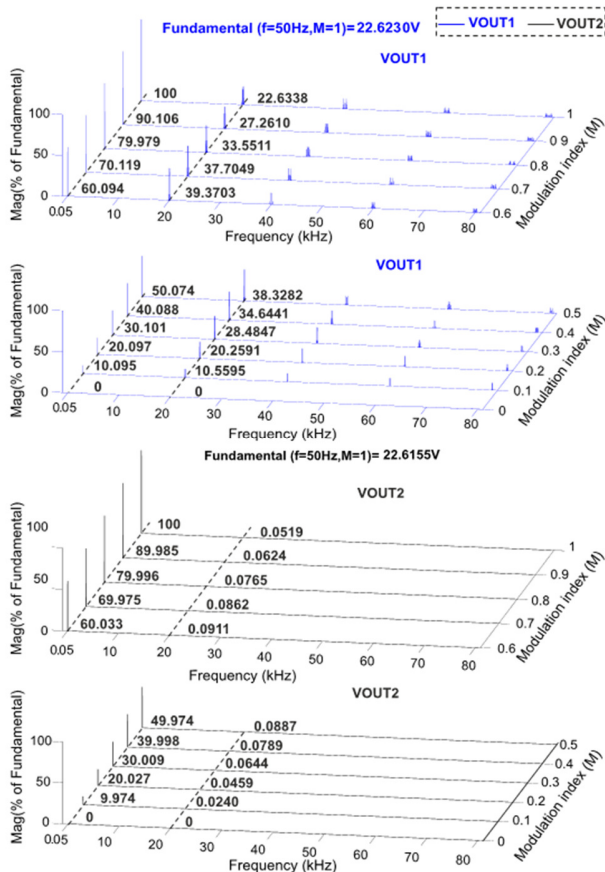 Fundamental (f=50Hz,M=1)= 22.6230V
VOUT1 VOUT2
VOUT1
100 22.6338
90.106 27.2610
79.979 33.5511
70.119 37.7049
60.094 39.3703
Mag(% of Fundamental)
100
50
0
0.05 10 20 30 40 50 60 70 80
Frequency (kHz)
1
0.9
0.8
0.7
0.6
Modulation index (M)
VOUT1
50.074 38.3282
40.088 34.6441
30.101 28.4847
20.097 20.2591
10.095 10.5595
0 0
Mag(% of Fundamental)
100
50
0
0.05 10 20 30 40 50 60 70 80
Frequency (kHz)
0.5
0.4
0.3
0.2
0.1
0
Modulation index (M)
Fundamental (f=50Hz,M=1)= 22.6155V
VOUT2
100 0.0519
89.985 0.0624
79.996 0.0765
69.975 0.0862
60.033 0.0911
Mag(% of Fundamental)
100
50
0
0.05 10 20 30 40 50 60 70 80
Frequency (kHz)
1
0.9
0.8
0.7
0.6
Modulation index (M)
VOUT2
49.974 0.0887
39.998 0.0789
30.009 0.0644
20.027 0.0459
9.974 0.0240
0 0
Mag(% of Fundamental)
100
50
0
0.05 10 20 30 40 50 60 70 80
Frequency (kHz)
0.5
0.4
0.3
0.2
0.1
0
Modulation index (M)